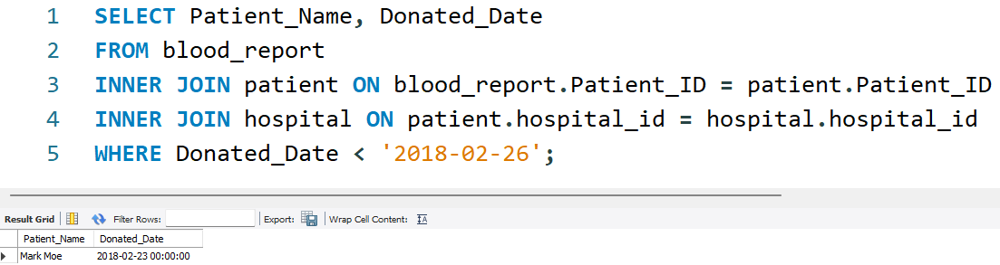 1 SELECT Patient_Name, Donated_Date
2 FROM blood_report
3 INNER JOIN patient ON blood_report.Patient_ID = patient.Patient_ID
4 INNER JOIN hospital ON patient.hospital_id = hospital.hospital_id
5 WHERE Donated_Date < '2018-02-26';
Result Grid Filter Rows: Export: Wrap Cell Content:
Patient_Name Donated_Date
Mark Moe 2018-02-23 00:00:00